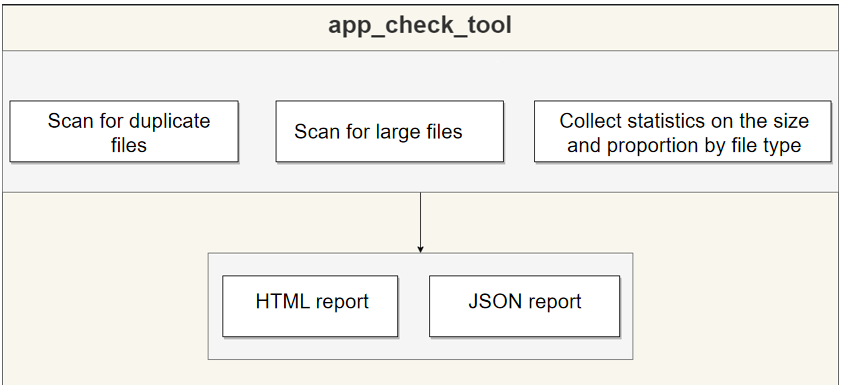 app_check_tool
Scan for duplicate
files
Scan for large files
Collect statistics on the size
and proportion by file type
HTML report
JSON report